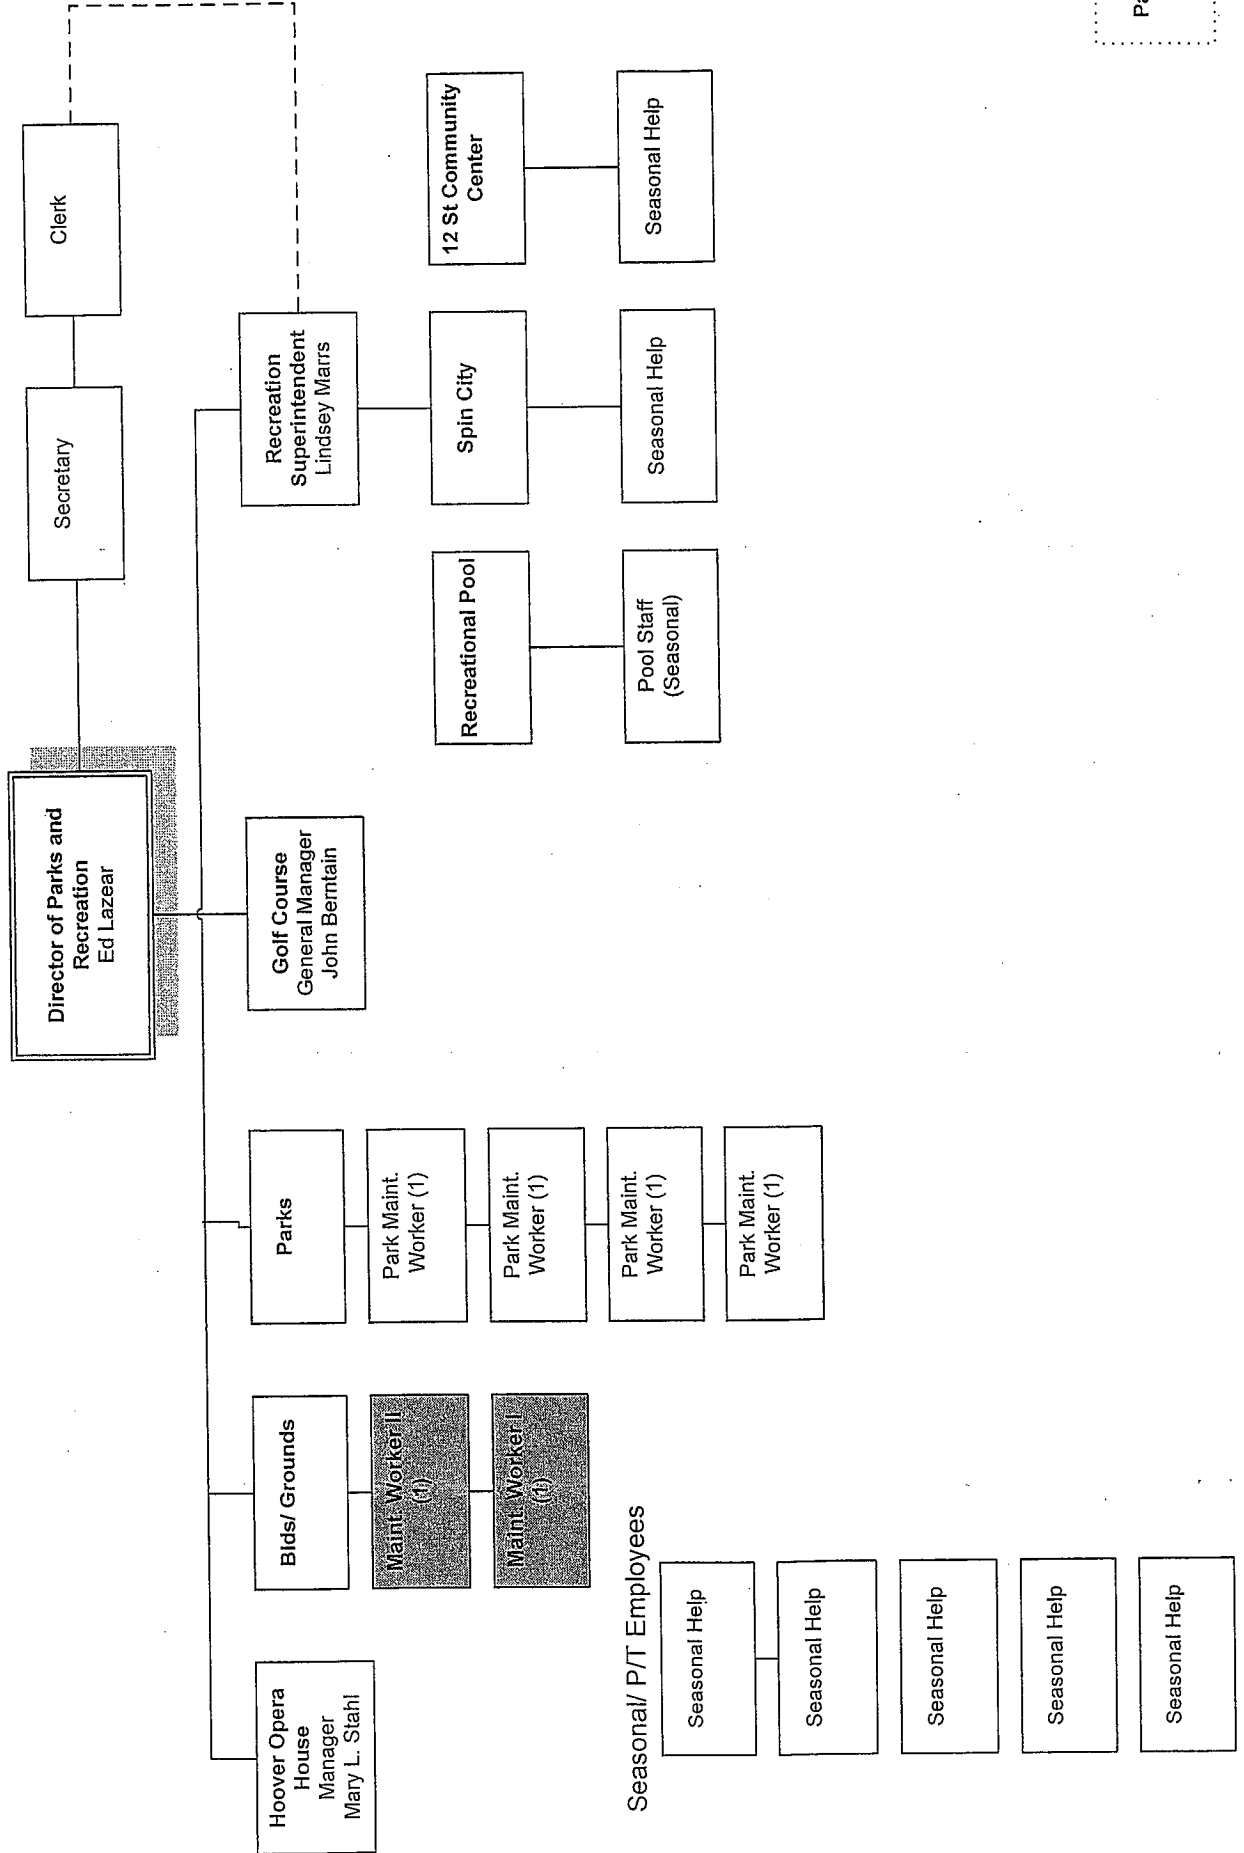 Director of Parks and
Recreation
Ed Lazear
Secretary
Clerk
Hoover Opera
House
Manager
Mary L. Stahl
Blds/ Grounds
Maint. Worker II
(1)
Maint. Worker I
(1)
Parks
Park Maint.
Worker (1)
Park Maint.
Worker (1)
Park Maint.
Worker (1)
Park Maint.
Worker (1)
Golf Course
General Manager
John Berntain
Recreation
Superintendent
Lindsey Marrs
Recreational Pool
Pool Staff
(Seasonal)
Spin City
Seasonal Help
12 St Community
Center
Seasonal Help
Seasonal/ P/T Employees
Seasonal Help
Seasonal Help
Seasonal Help
Seasonal Help
Seasonal Help